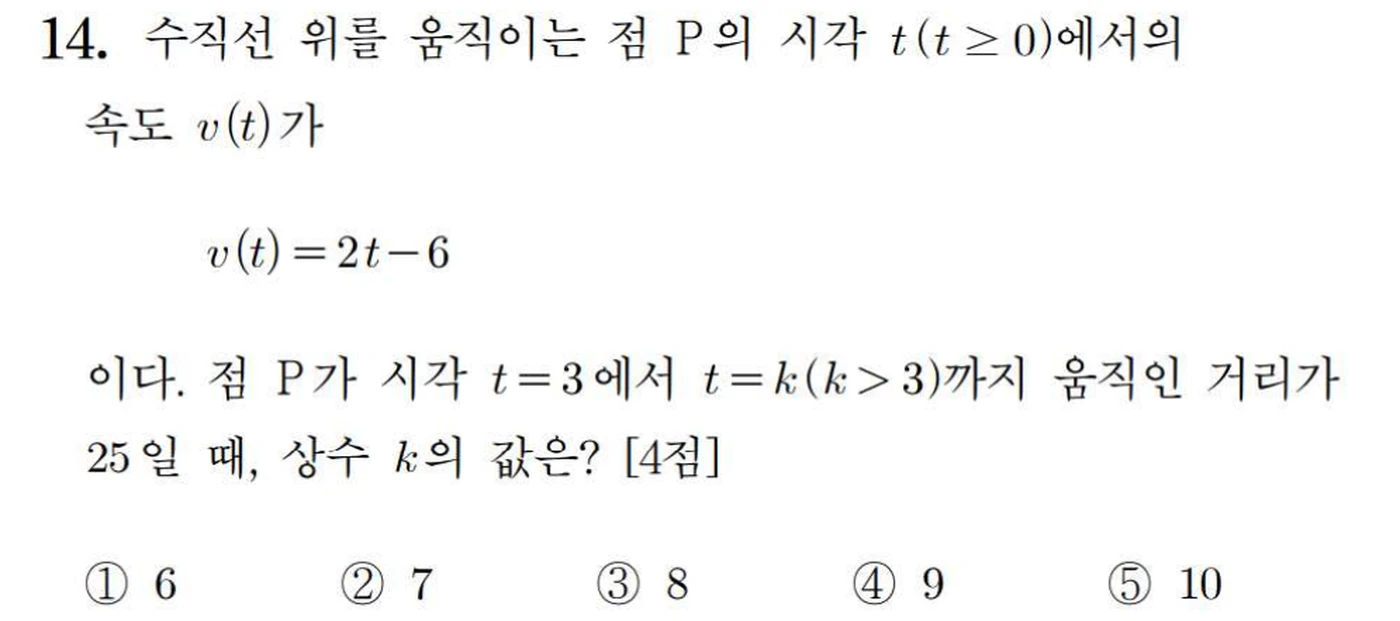 14. 수직선 위를 움직이는 점 P의 시각 t(t ≥ 0)에서의
속도 v(t)가
v(t) = 2t − 6
이다. 점 P가 시각 t = 3에서 t = k(k > 3)까지 움직인 거리가
25일 때, 상수 k의 값은? [4점]
① 6 ② 7 ③ 8 ④ 9 ⑤ 10